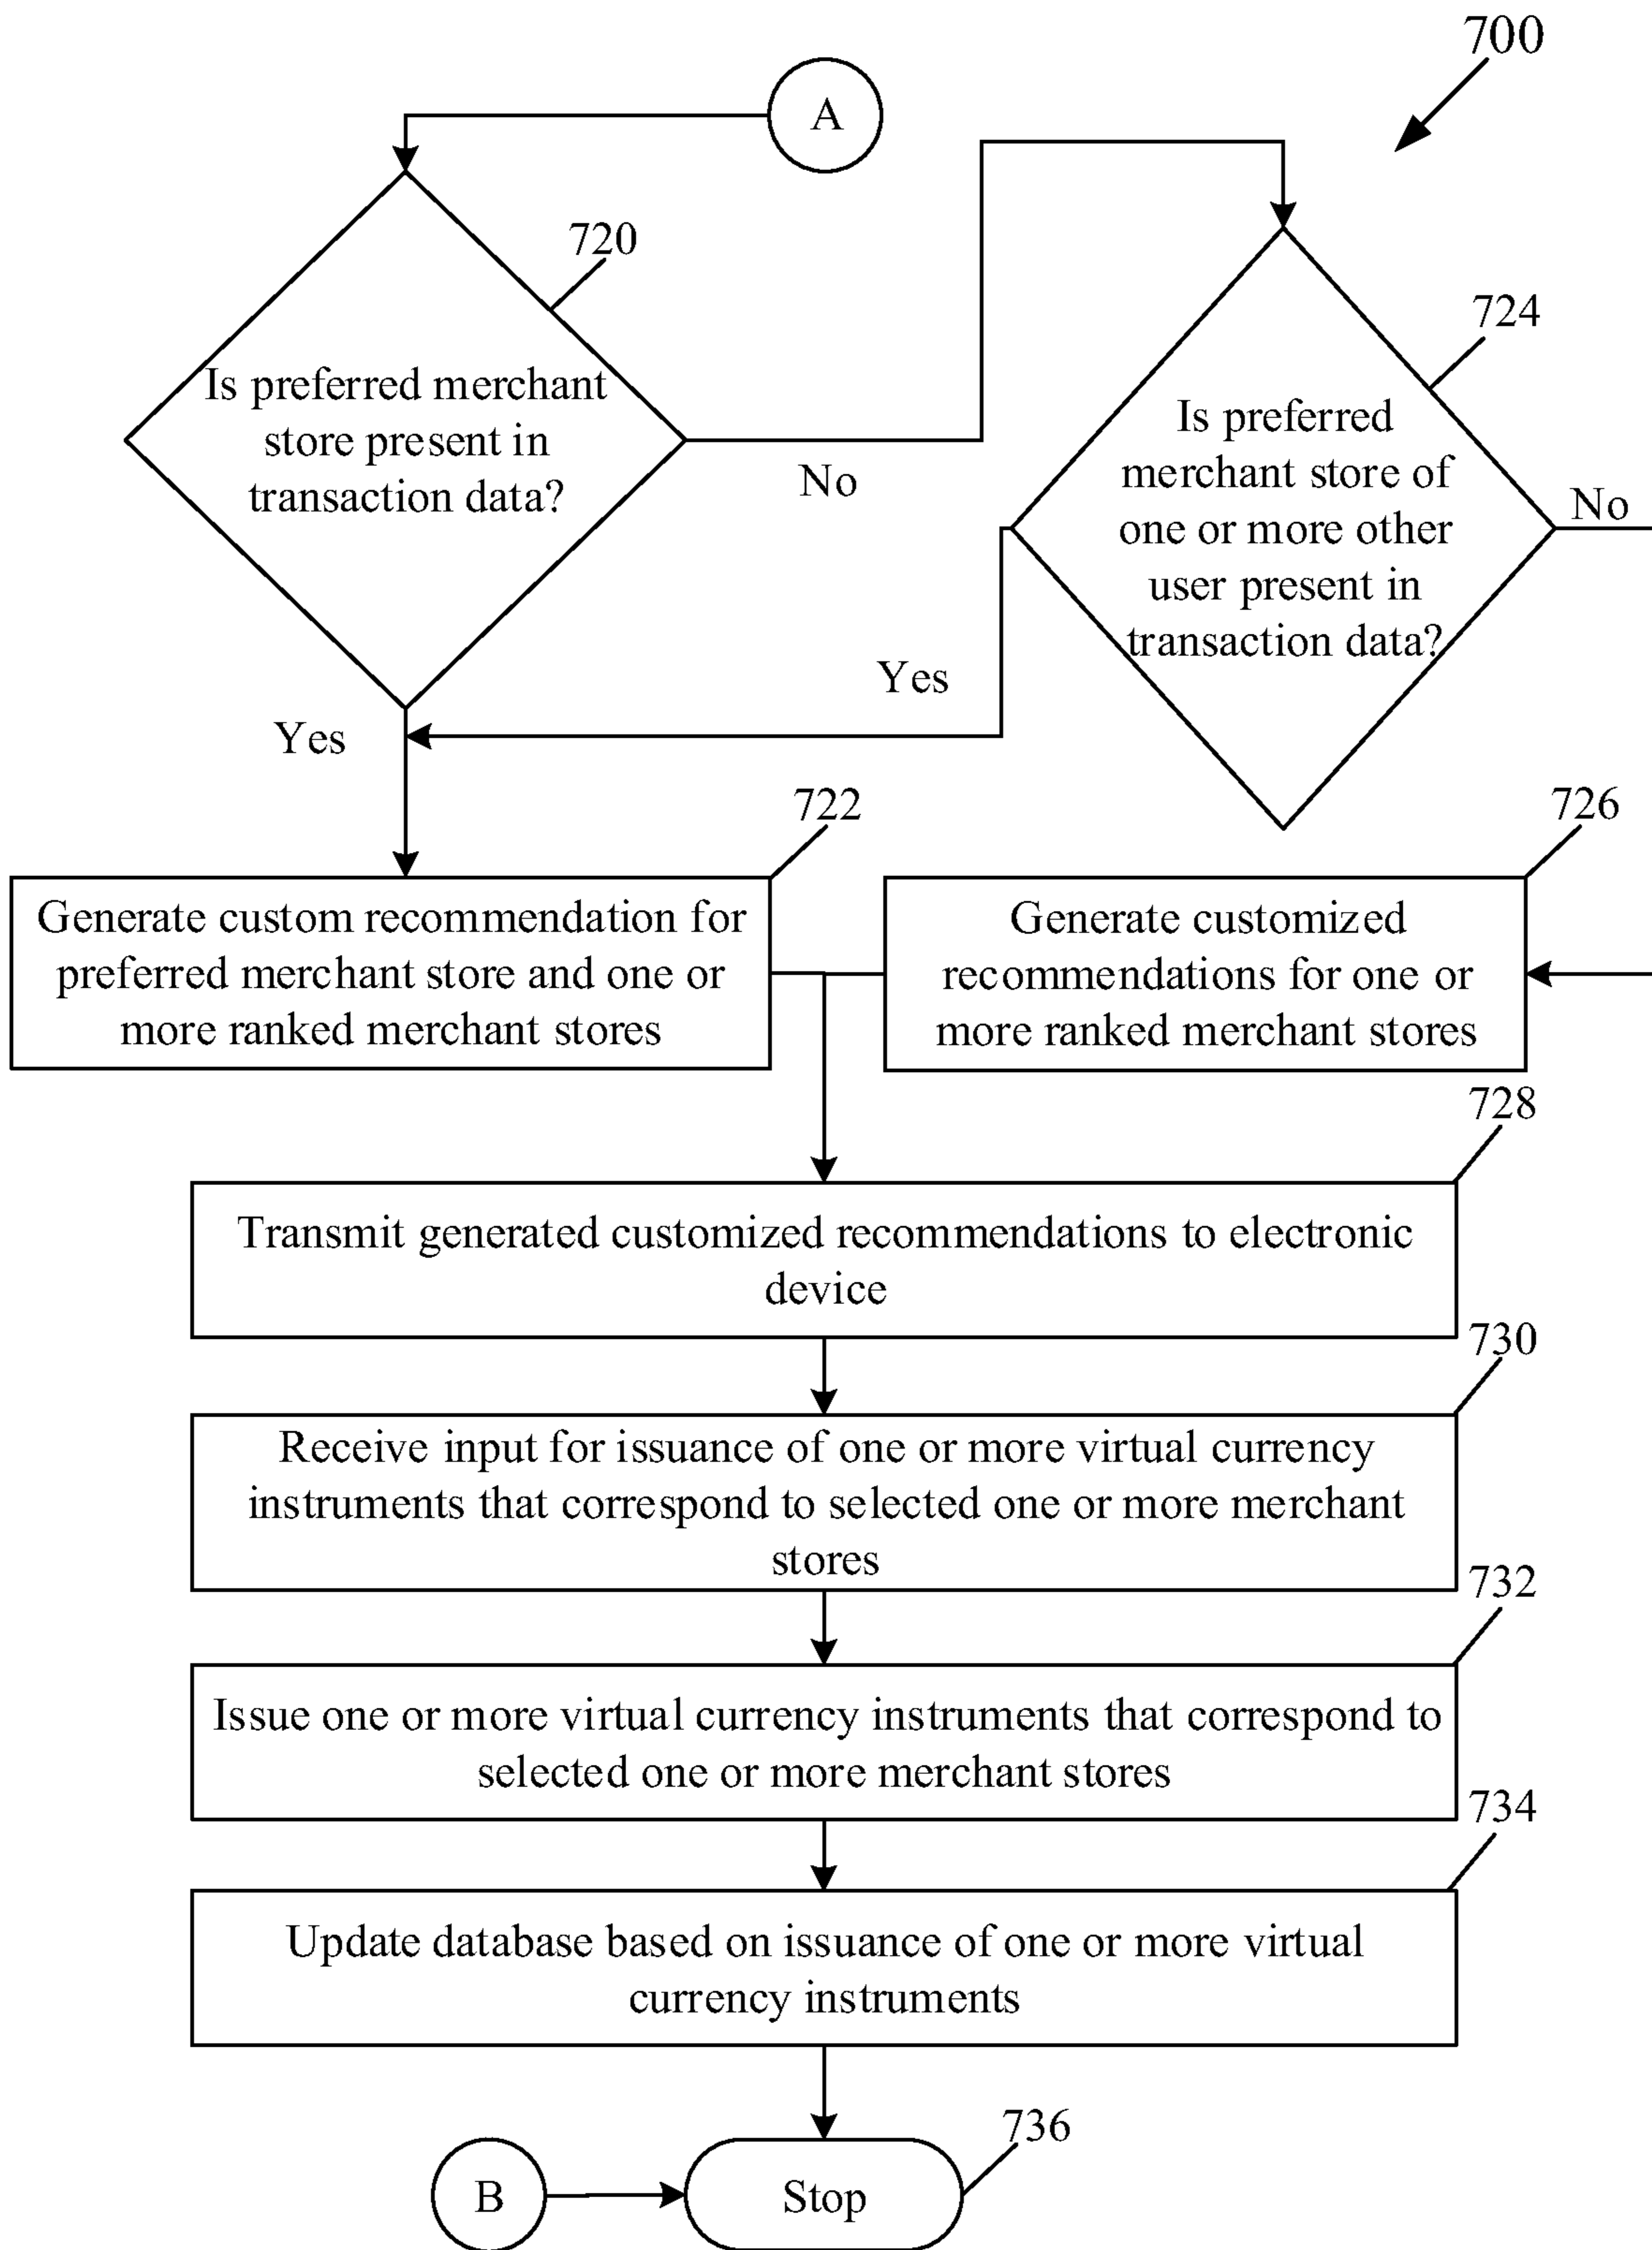 700
A
720
Is preferred merchant
store present in
transaction data?
No
724
Is preferred
merchant store of
one or more other
user present in
transaction data?
No
Yes
Yes
722
Generate custom recommendation for
preferred merchant store and one or
more ranked merchant stores
726
Generate customized
recommendations for one or
more ranked merchant stores
728
Transmit generated customized recommendations to electronic
device
730
Receive input for issuance of one or more virtual currency
instruments that correspond to selected one or more merchant
stores
732
Issue one or more virtual currency instruments that correspond to
selected one or more merchant stores
734
Update database based on issuance of one or more virtual
currency instruments
736
B
Stop